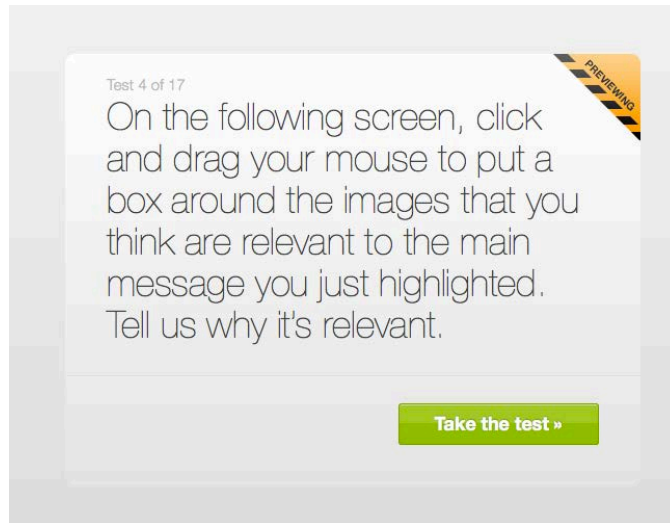 Test 4 of 17
PREVIEWING
On the following screen, click
and drag your mouse to put a
box around the images that you
think are relevant to the main
message you just highlighted.
Tell us why it's relevant.
Take the test »